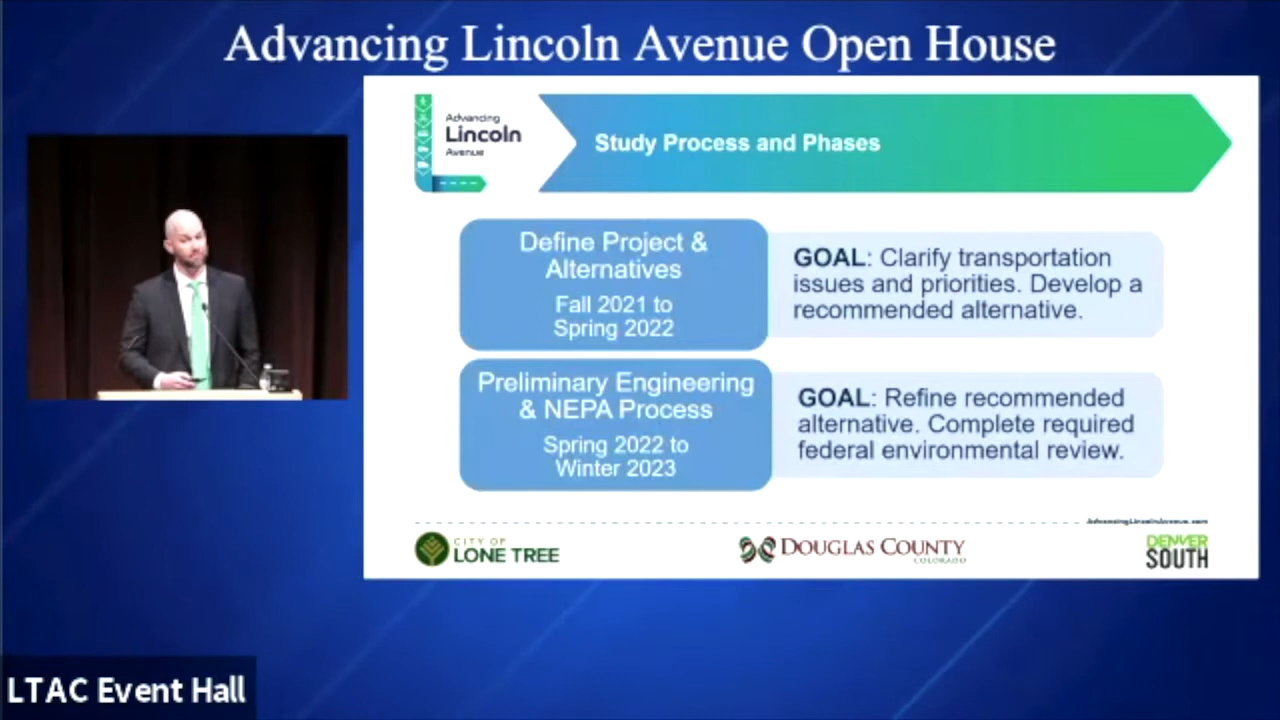 Advancing Lincoln Avenue Open House
Advancing
Lincoln
Avenue
Study Process and Phases
Define Project &
Alternatives
Fall 2021 to
Spring 2022
GOAL: Clarify transportation
issues and priorities. Develop a
recommended alternative.
Preliminary Engineering
& NEPA Process
Spring 2022 to
Winter 2023
GOAL: Refine recommended
alternative. Complete required
federal environmental review.
AdvancingLincolnAvenue.com
CITY OF
LONE TREE
DOUGLAS COUNTY
COLORADO
DENVER
SOUTH
LTAC Event Hall